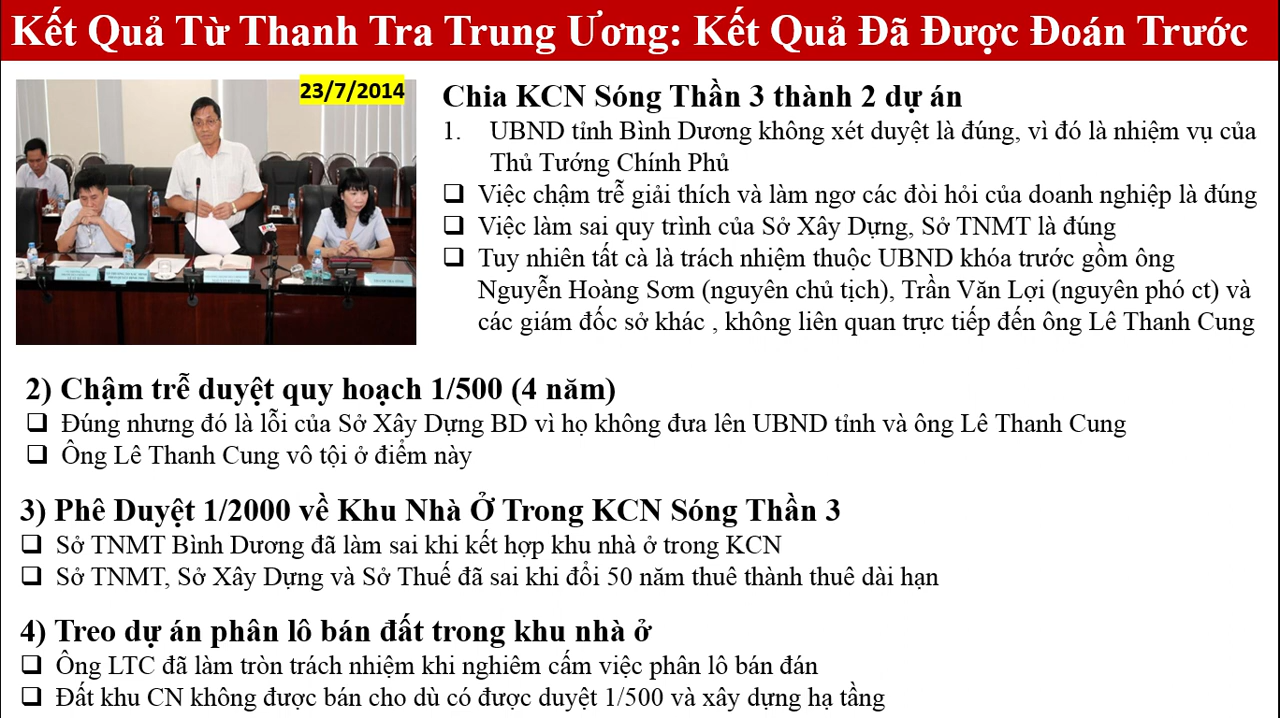 Kết Quả Từ Thanh Tra Trung Ương: Kết Quả Đã Được Đoán Trước
23/7/2014
Chia KCN Sóng Thần 3 thành 2 dự án
1. UBND tỉnh Bình Dương không xét duyệt là đúng, vì đó là nhiệm vụ của
Thủ Tướng Chính Phủ
❑ Việc chậm trễ giải thích và làm ngơ các đòi hỏi của doanh nghiệp là đúng
❑ Việc làm sai quy trình của Sở Xây Dựng, Sở TNMT là đúng
❑ Tuy nhiên tất cả là trách nhiệm thuộc UBND khóa trước gồm ông
Nguyễn Hoàng Sơm (nguyên chủ tịch), Trần Văn Lợi (nguyên phó ct) và
các giám đốc sở khác , không liên quan trực tiếp đến ông Lê Thanh Cung
2) Chậm trễ duyệt quy hoạch 1/500 (4 năm)
❑ Đúng nhưng đó là lỗi của Sở Xây Dựng BD vì họ không đưa lên UBND tỉnh và ông Lê Thanh Cung
❑ Ông Lê Thanh Cung vô tội ở điểm này
3) Phê Duyệt 1/2000 về Khu Nhà Ở Trong KCN Sóng Thần 3
❑ Sở TNMT Bình Dương đã làm sai khi kết hợp khu nhà ở trong KCN
❑ Sở TNMT, Sở Xây Dựng và Sở Thuế đã sai khi đổi 50 năm thuê thành thuê dài hạn
4) Treo dự án phân lô bán đất trong khu nhà ở
❑ Ông LTC đã làm tròn trách nhiệm khi nghiêm cấm việc phân lô bán đán
❑ Đất khu CN không được bán cho dù có được duyệt 1/500 và xây dựng hạ tầng